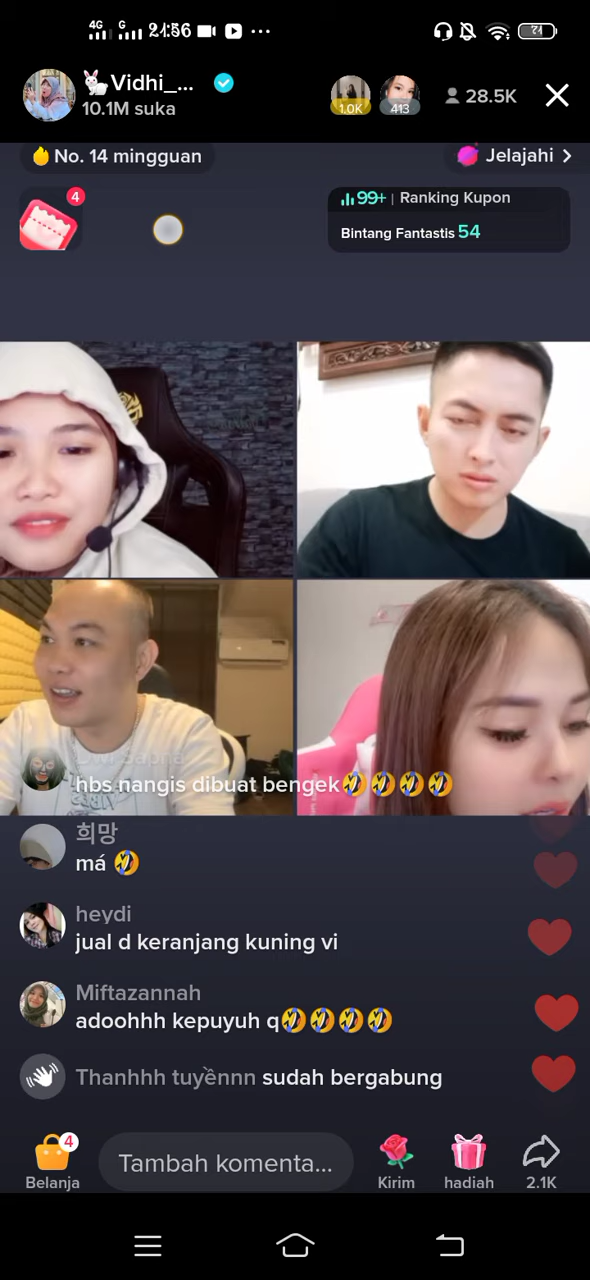 4G G 21:56 71
Vidhi_...
10.1M suka
1.0K 413 28.5K
No. 14 mingguan
Jelajahi
4
99+ | Ranking Kupon
Bintang Fantastis 54
hbs nangis dibuat bengek🤣🤣🤣🤣
희망
má 🤣
heydi
jual d keranjang kuning vi
Miftazannah
adoohhh kepuyuh q🤣🤣🤣🤣
Thanhhh tuyềnnn sudah bergabung
4
Tambah komenta...
Belanja
Kirim
hadiah
2.1K